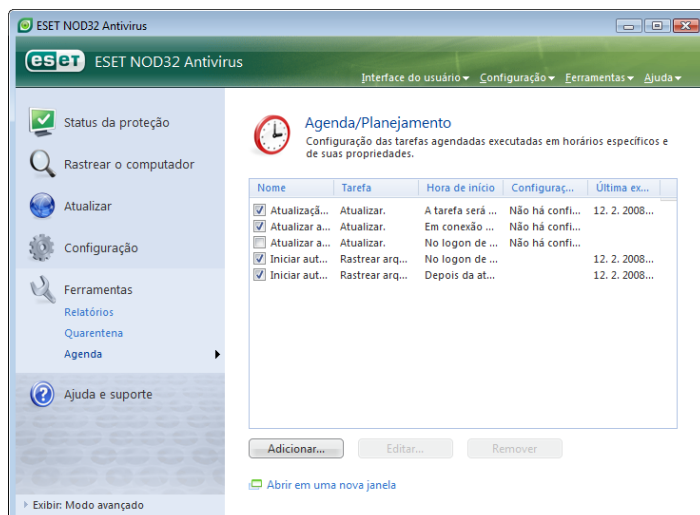 ESET NOD32 Antivirus
eset ESET NOD32 Antivirus
Interface do usuário Configuração Ferramentas Ajuda
Status da proteção
Rastrear o computador
Atualizar
Configuração
Ferramentas
Relatórios
Quarentena
Agenda
Ajuda e suporte
Exibir: Modo avançado
Agenda/Planejamento
Configuração das tarefas agendadas executadas em horários específicos e
de suas propriedades.
Nome Tarefa Hora de início Configuraç... Última ex...
Atualizaçã... Atualizar. A tarefa será ... Não há confi... 12. 2. 2008...
Atualizar a... Atualizar. Em conexão ... Não há confi...
Atualizar a... Atualizar. No logon de ... Não há confi...
Iniciar aut... Rastrear arq... No logon de ... 12. 2. 2008...
Iniciar aut... Rastrear arq... Depois da at... 12. 2. 2008...
Adicionar... Editar... Remover
Abrir em uma nova janela